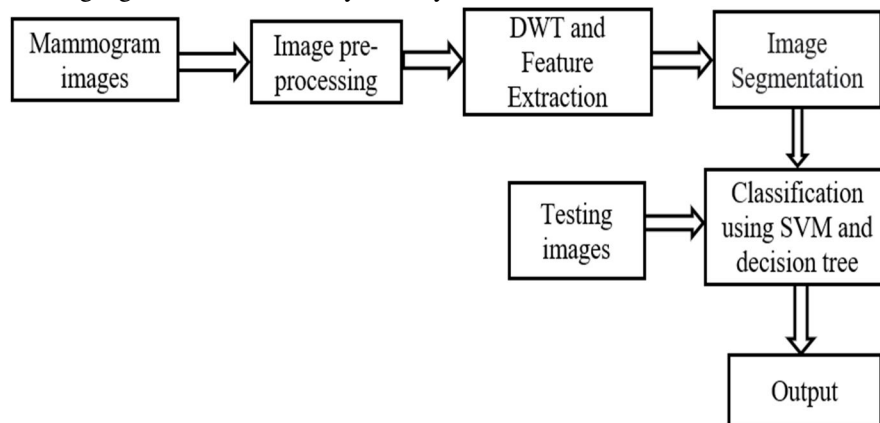 Mammogram
images
Image pre-
processing
DWT and
Feature
Extraction
Image
Segmentation
Testing
images
Classification
using SVM and
decision tree
Output